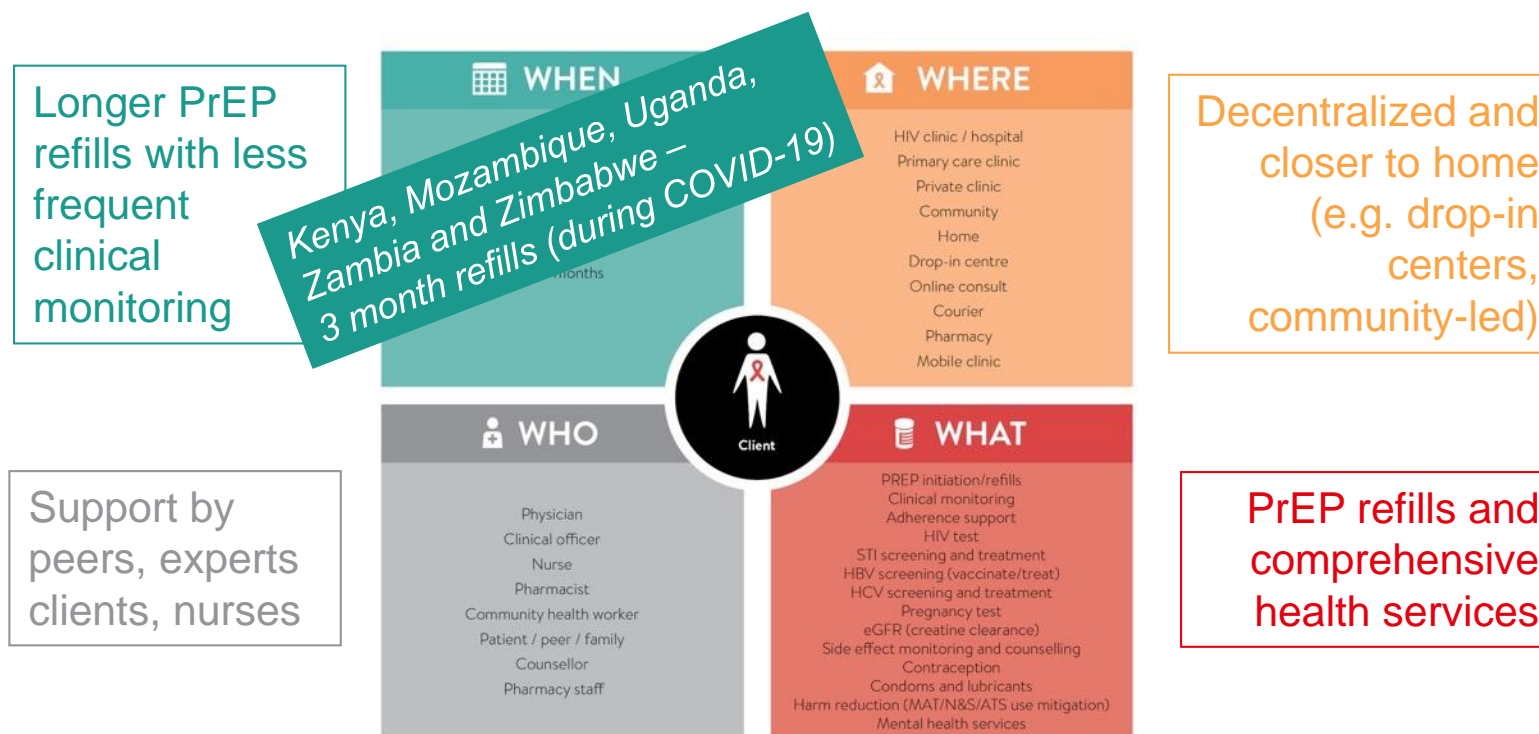 Longer PrEP
refills with less
frequent
clinical
monitoring
WHEN
Kenya, Mozambique, Uganda,
Zambia and Zimbabwe –
3 month refills (during COVID-19)
months
WHERE
HIV clinic / hospital
Primary care clinic
Private clinic
Community
Home
Drop-in centre
Online consult
Courier
Pharmacy
Mobile clinic
Decentralized and
closer to home
(e.g. drop-in
centers,
community-led)
Client
Support by
peers, experts
clients, nurses
WHO
Physician
Clinical officer
Nurse
Pharmacist
Community health worker
Patient / peer / family
Counsellor
Pharmacy staff
WHAT
PREP initiation/refills
Clinical monitoring
Adherence support
HIV test
STI screening and treatment
HBV screening (vaccinate/treat)
HCV screening and treatment
Pregnancy test
eGFR (creatine clearance)
Side effect monitoring and counselling
Contraception
Condoms and lubricants
Harm reduction (MAT/N&S/ATS use mitigation)
Mental health services
PrEP refills and
comprehensive
health services